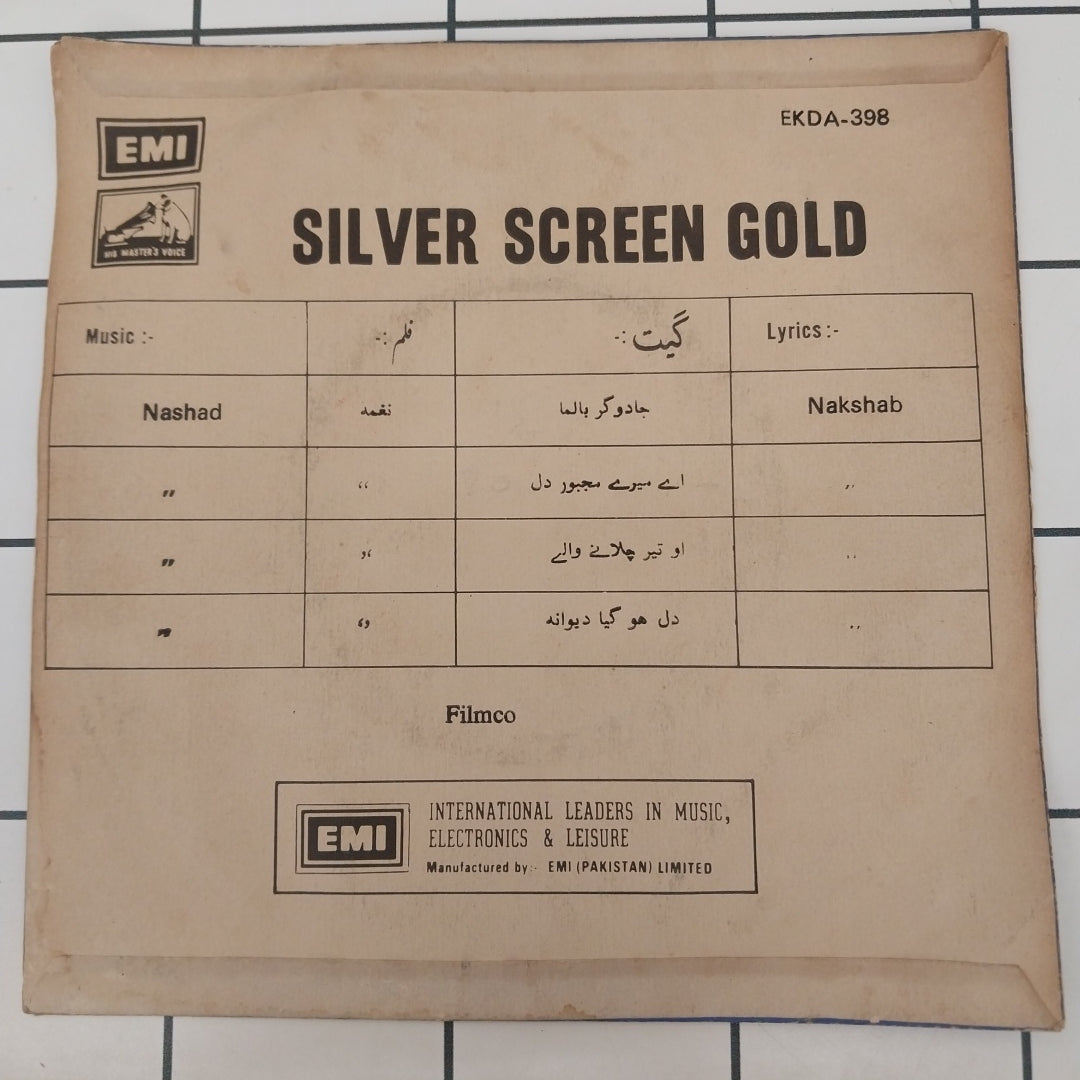 EMI
EKDA-398
HIS MASTER'S VOICE
SILVER SCREEN GOLD
Music :- فلم :- گیت :- Lyrics :-
Nashad نغمہ جادوگر بالما Nakshab
" " اے میرے مجبور دل "
" " او تیر چلانے والے "
" " دل ہو گیا دیوانہ "
Filmco
EMI
INTERNATIONAL LEADERS IN MUSIC,
ELECTRONICS & LEISURE
Manufactured by:- EMI (PAKISTAN) LIMITED